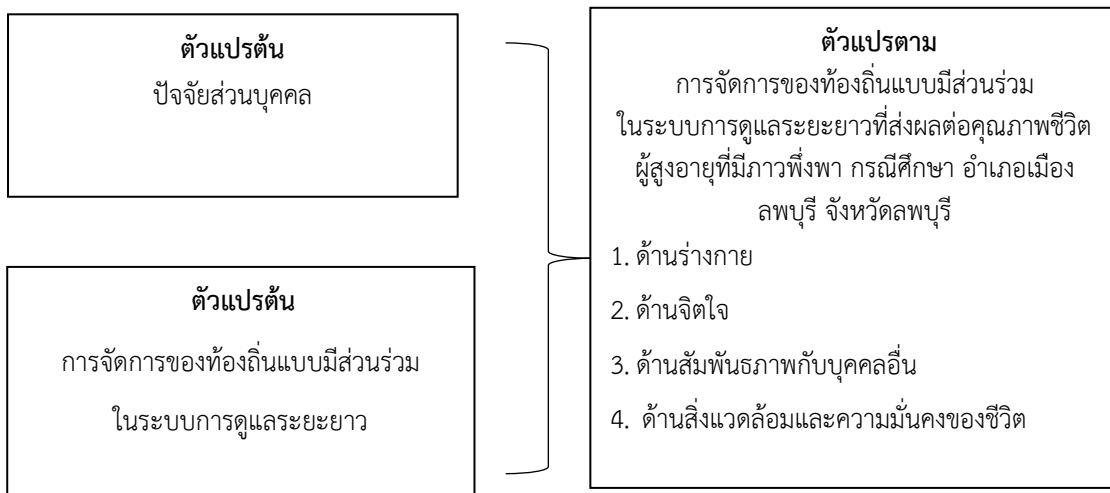 ตัวแปรต้น
ปัจจัยส่วนบุคคล
ตัวแปรต้น
การจัดการของท้องถิ่นแบบมีส่วนร่วม
ในระบบการดูแลระยะยาว
ตัวแปรตาม
การจัดการของท้องถิ่นแบบมีส่วนร่วม
ในระบบการดูแลระยะยาวที่ส่งผลต่อคุณภาพชีวิต
ผู้สูงอายุที่มีภาวพึ่งพา กรณีศึกษา อำเภอเมือง
ลพบุรี จังหวัดลพบุรี
1. ด้านร่างกาย
2. ด้านจิตใจ
3. ด้านสัมพันธภาพกับบุคคลอื่น
4. ด้านสิ่งแวดล้อมและความมั่นคงของชีวิต